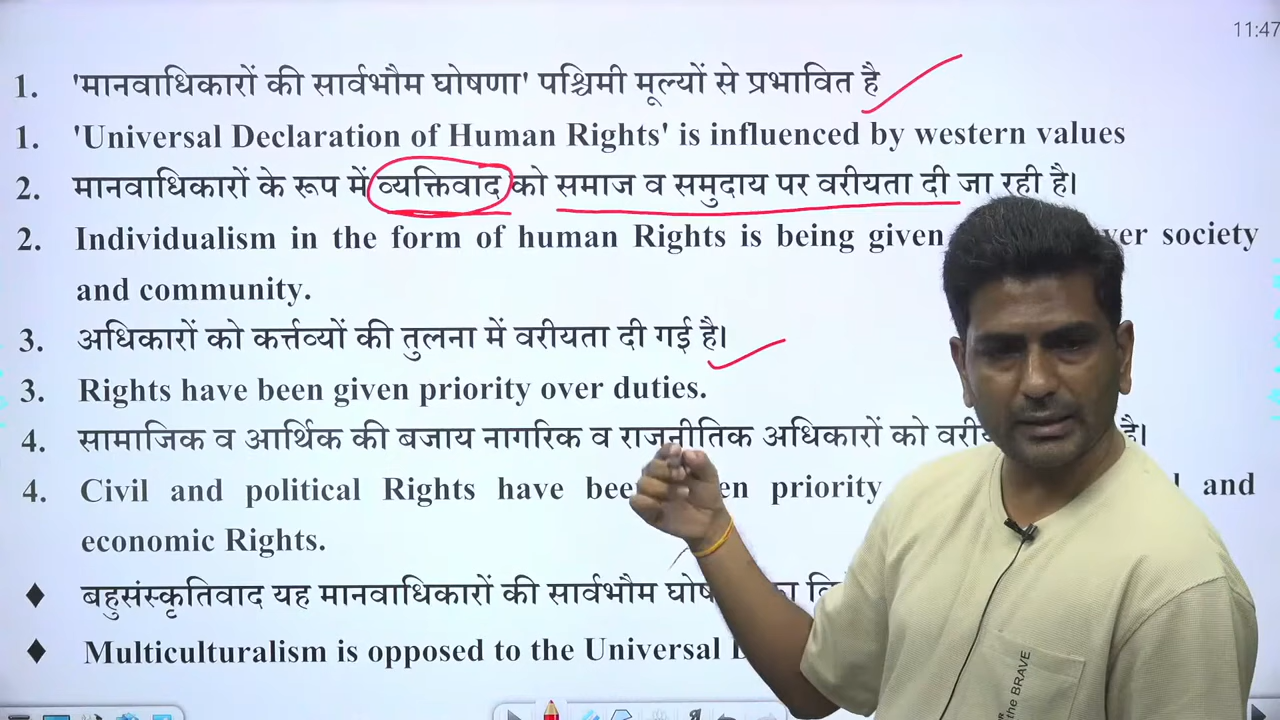 11:47
1. 'मानवाधिकारों की सार्वभौम घोषणा' पश्चिमी मूल्यों से प्रभावित है
1. 'Universal Declaration of Human Rights' is influenced by western values
2. मानवाधिकारों के रूप में व्यक्तिवाद को समाज व समुदाय पर वरीयता दी जा रही है।
2. Individualism in the form of human Rights is being given society
and community.
3. अधिकारों को कर्त्तव्यों की तुलना में वरीयता दी गई है।
3. Rights have been given priority over duties.
4. सामाजिक व आर्थिक की बजाय नागरिक व राजनीतिक अधिकारों को है।
4. Civil and political Rights have priority and
economic Rights.
♦ बहुसंस्कृतिवाद यह मानवाधिकारों की सार्वभौम
♦ Multiculturalism is opposed to the Universal
the BRAVE